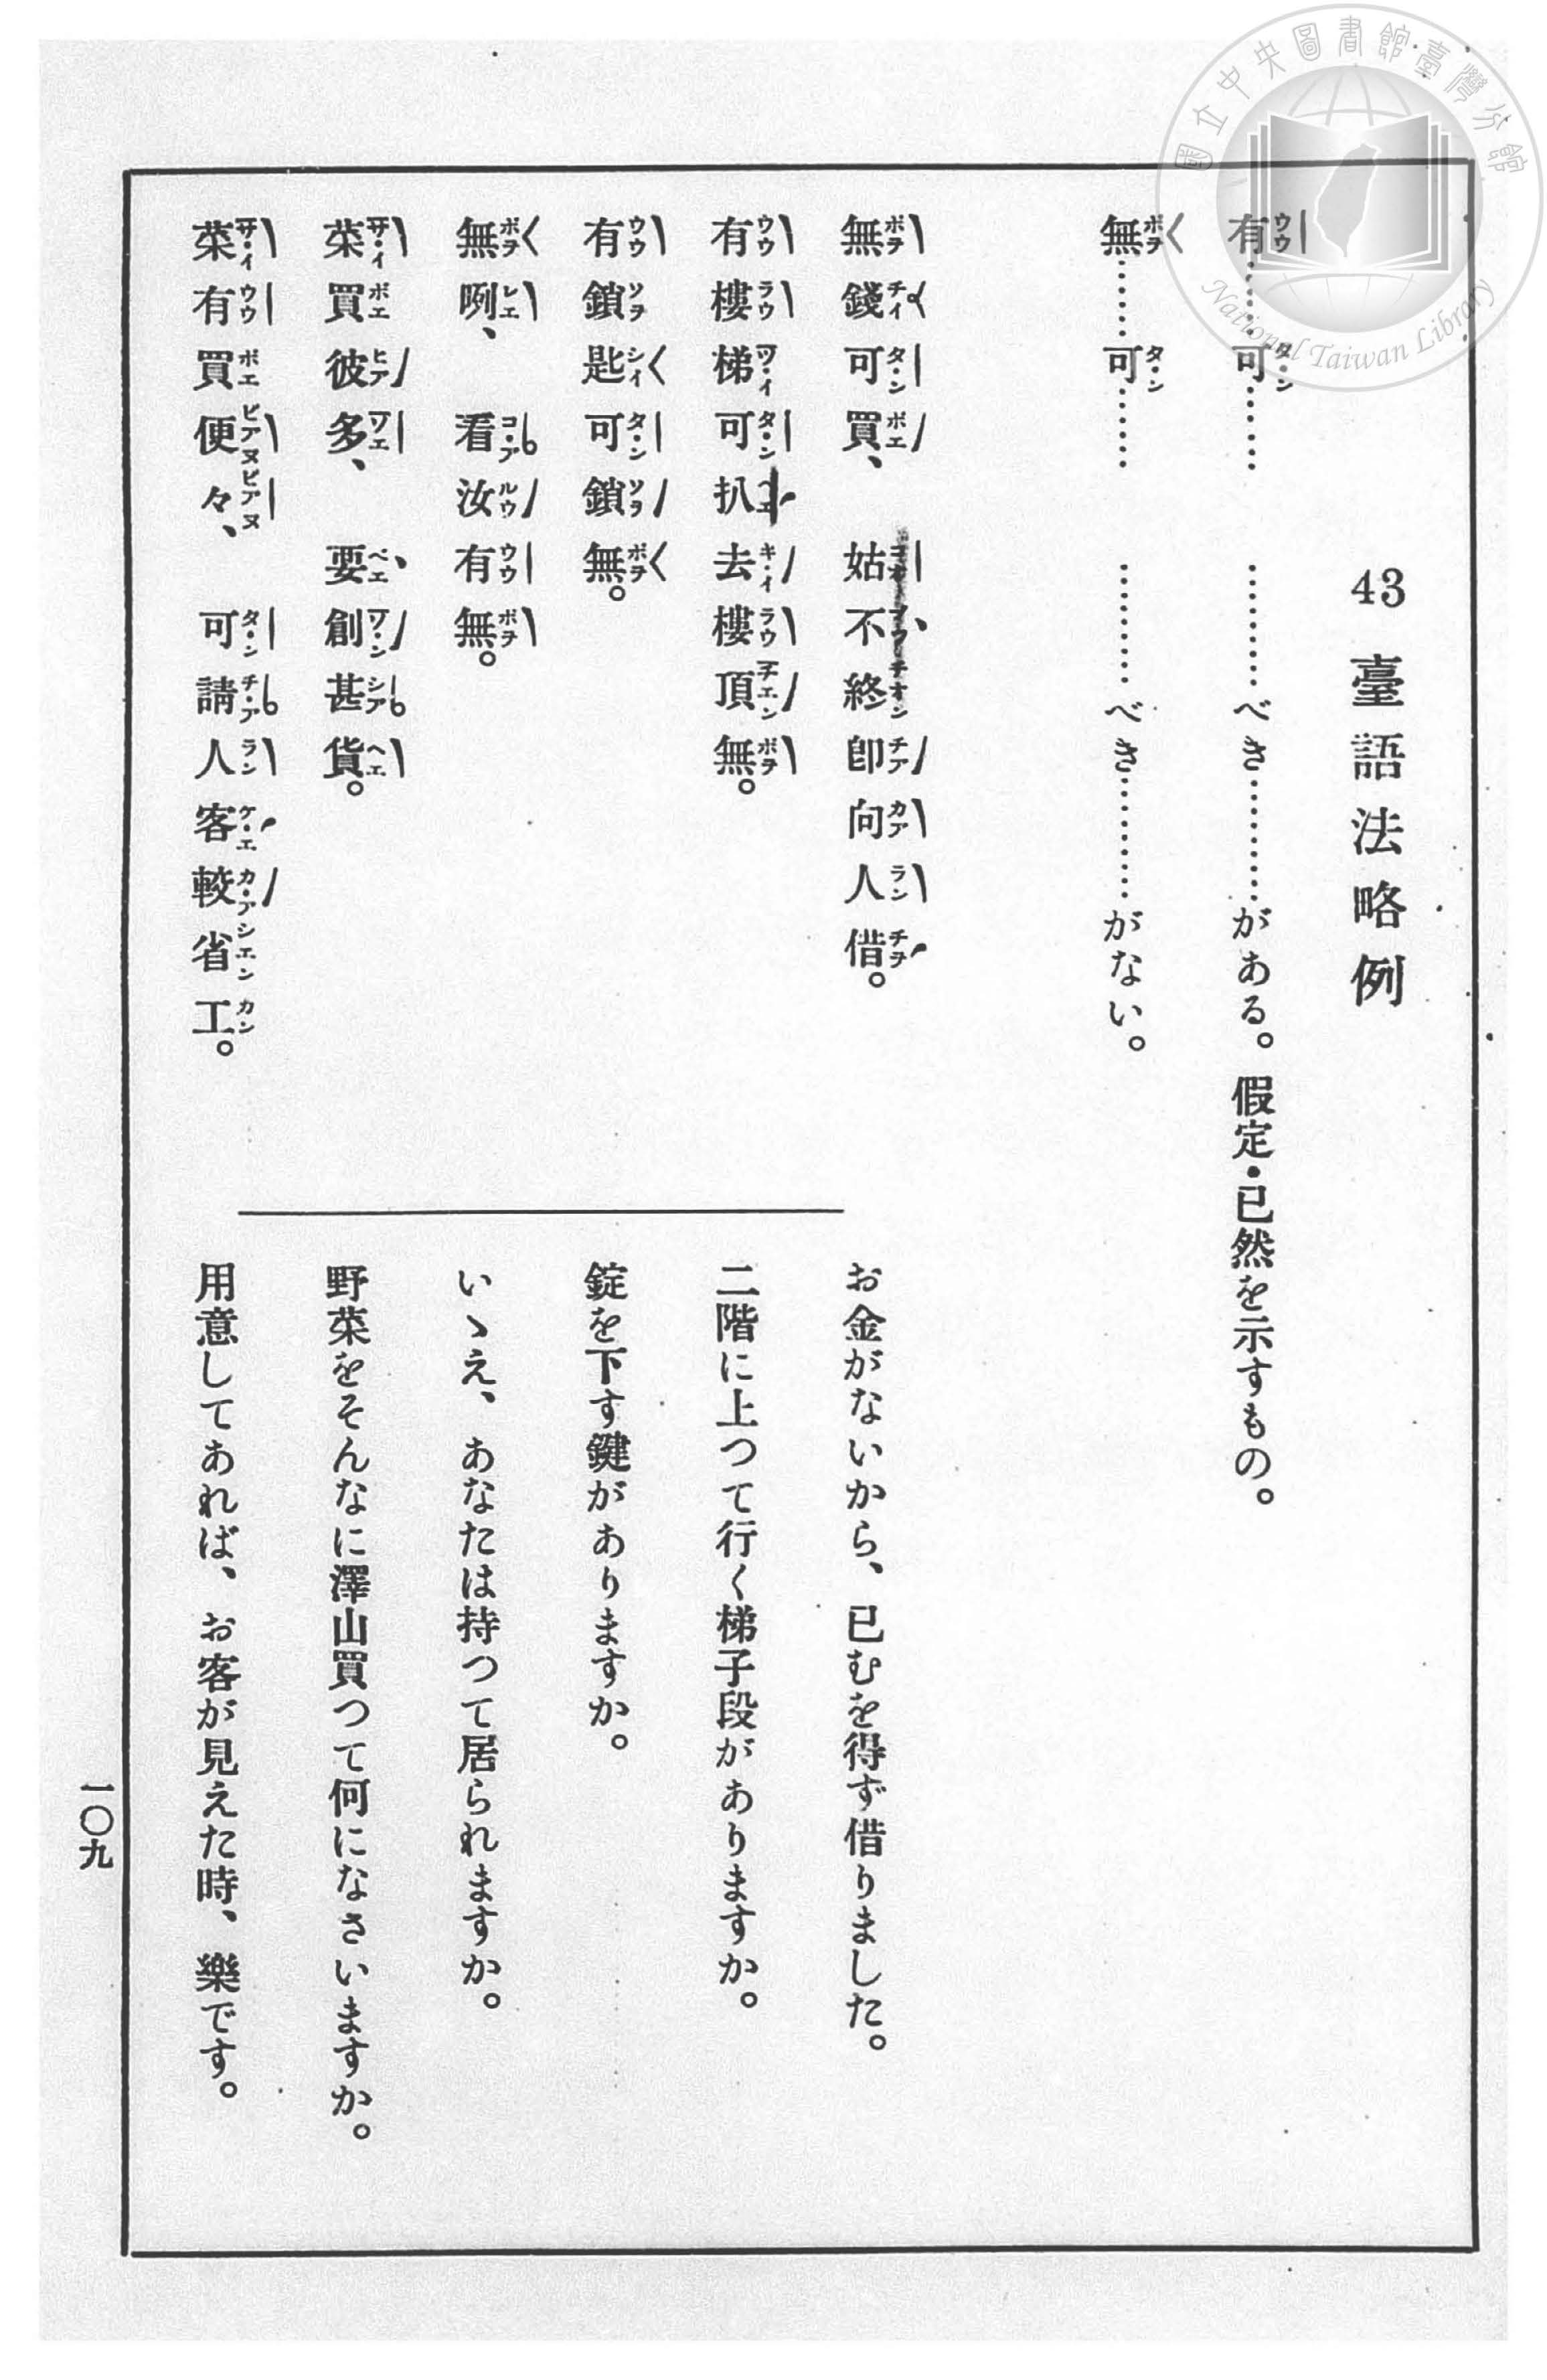 43 臺語法略例
有……可…… ………べき………がある。假定・已然を示すもの。
無……可…… ………べき………がない。
無錢可買、姑不終卽向人借。
お金がないから、已むを得ず借りました。
有樓梯可扒去樓頂無。
二階に上つて行く梯子段がありますか。
有鎖匙可鎖無。
錠を下す鍵がありますか。
無咧、看汝有無。
いゝえ、あなたは持つて居られますか。
菜買彼多、要創甚貨。
野菜をそんなに澤山買つて何になさいますか。
菜有買便々、可請人客較省工。
用意してあれば、お客が見えた時、樂です。
一〇九
國立中央圖書館臺灣分館
National Taiwan Library